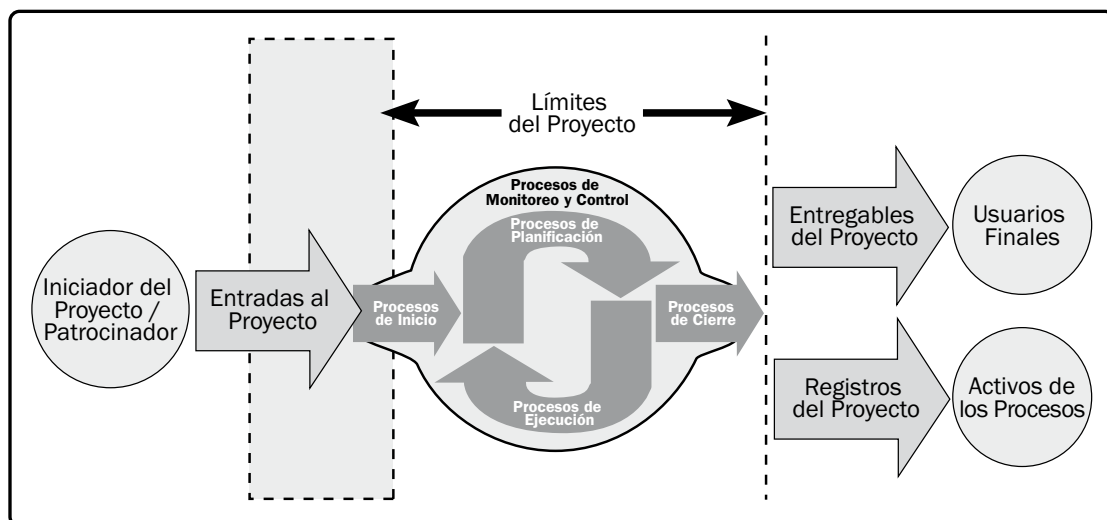 Límites
del Proyecto
Procesos de
Monitoreo y Control
Procesos de
Planificación
Iniciador del
Proyecto /
Patrocinador
Entradas al
Proyecto
Procesos
de Inicio
Procesos
de Cierre
Procesos de
Ejecución
Entregables
del Proyecto
Usuarios
Finales
Registros
del Proyecto
Activos de
los Procesos